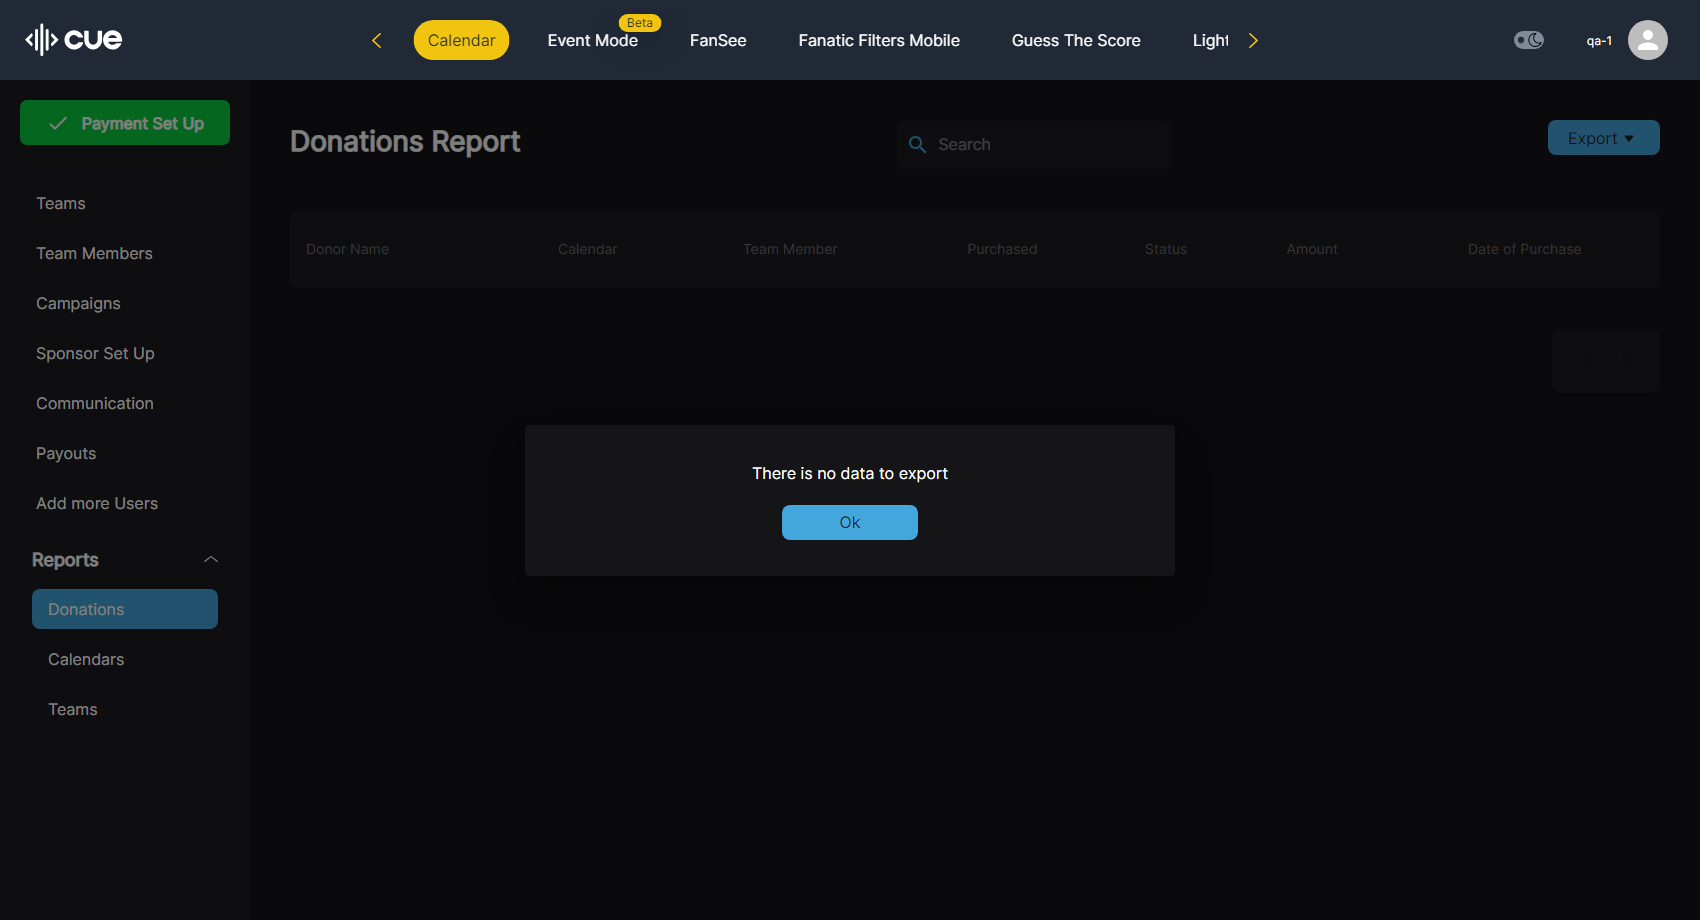 cue
Calendar
Event Mode
Beta
FanSee
Fanatic Filters Mobile
Guess The Score
Light
qa-1
Payment Set Up
Teams
Team Members
Campaigns
Sponsor Set Up
Communication
Payouts
Add more Users
Reports
Donations
Calendars
Teams
Donations Report
Search
Export
Donor Name
Calendar
Team Member
Purchased
Status
Amount
Date of Purchase
There is no data to export
Ok